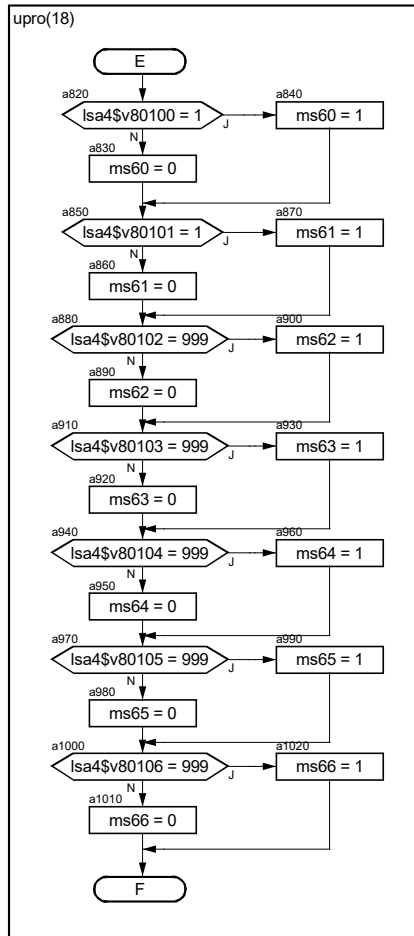 upro(18)
E
a820
lsa4$v80100 = 1
J
a840
ms60 = 1
N
a830
ms60 = 0
a850
lsa4$v80101 = 1
J
a870
ms61 = 1
N
a860
ms61 = 0
a880
lsa4$v80102 = 999
J
a900
ms62 = 1
N
a890
ms62 = 0
a910
lsa4$v80103 = 999
J
a930
ms63 = 1
N
a920
ms63 = 0
a940
lsa4$v80104 = 999
J
a960
ms64 = 1
N
a950
ms64 = 0
a970
lsa4$v80105 = 999
J
a990
ms65 = 1
N
a980
ms65 = 0
a1000
lsa4$v80106 = 999
J
a1020
ms66 = 1
N
a1010
ms66 = 0
F